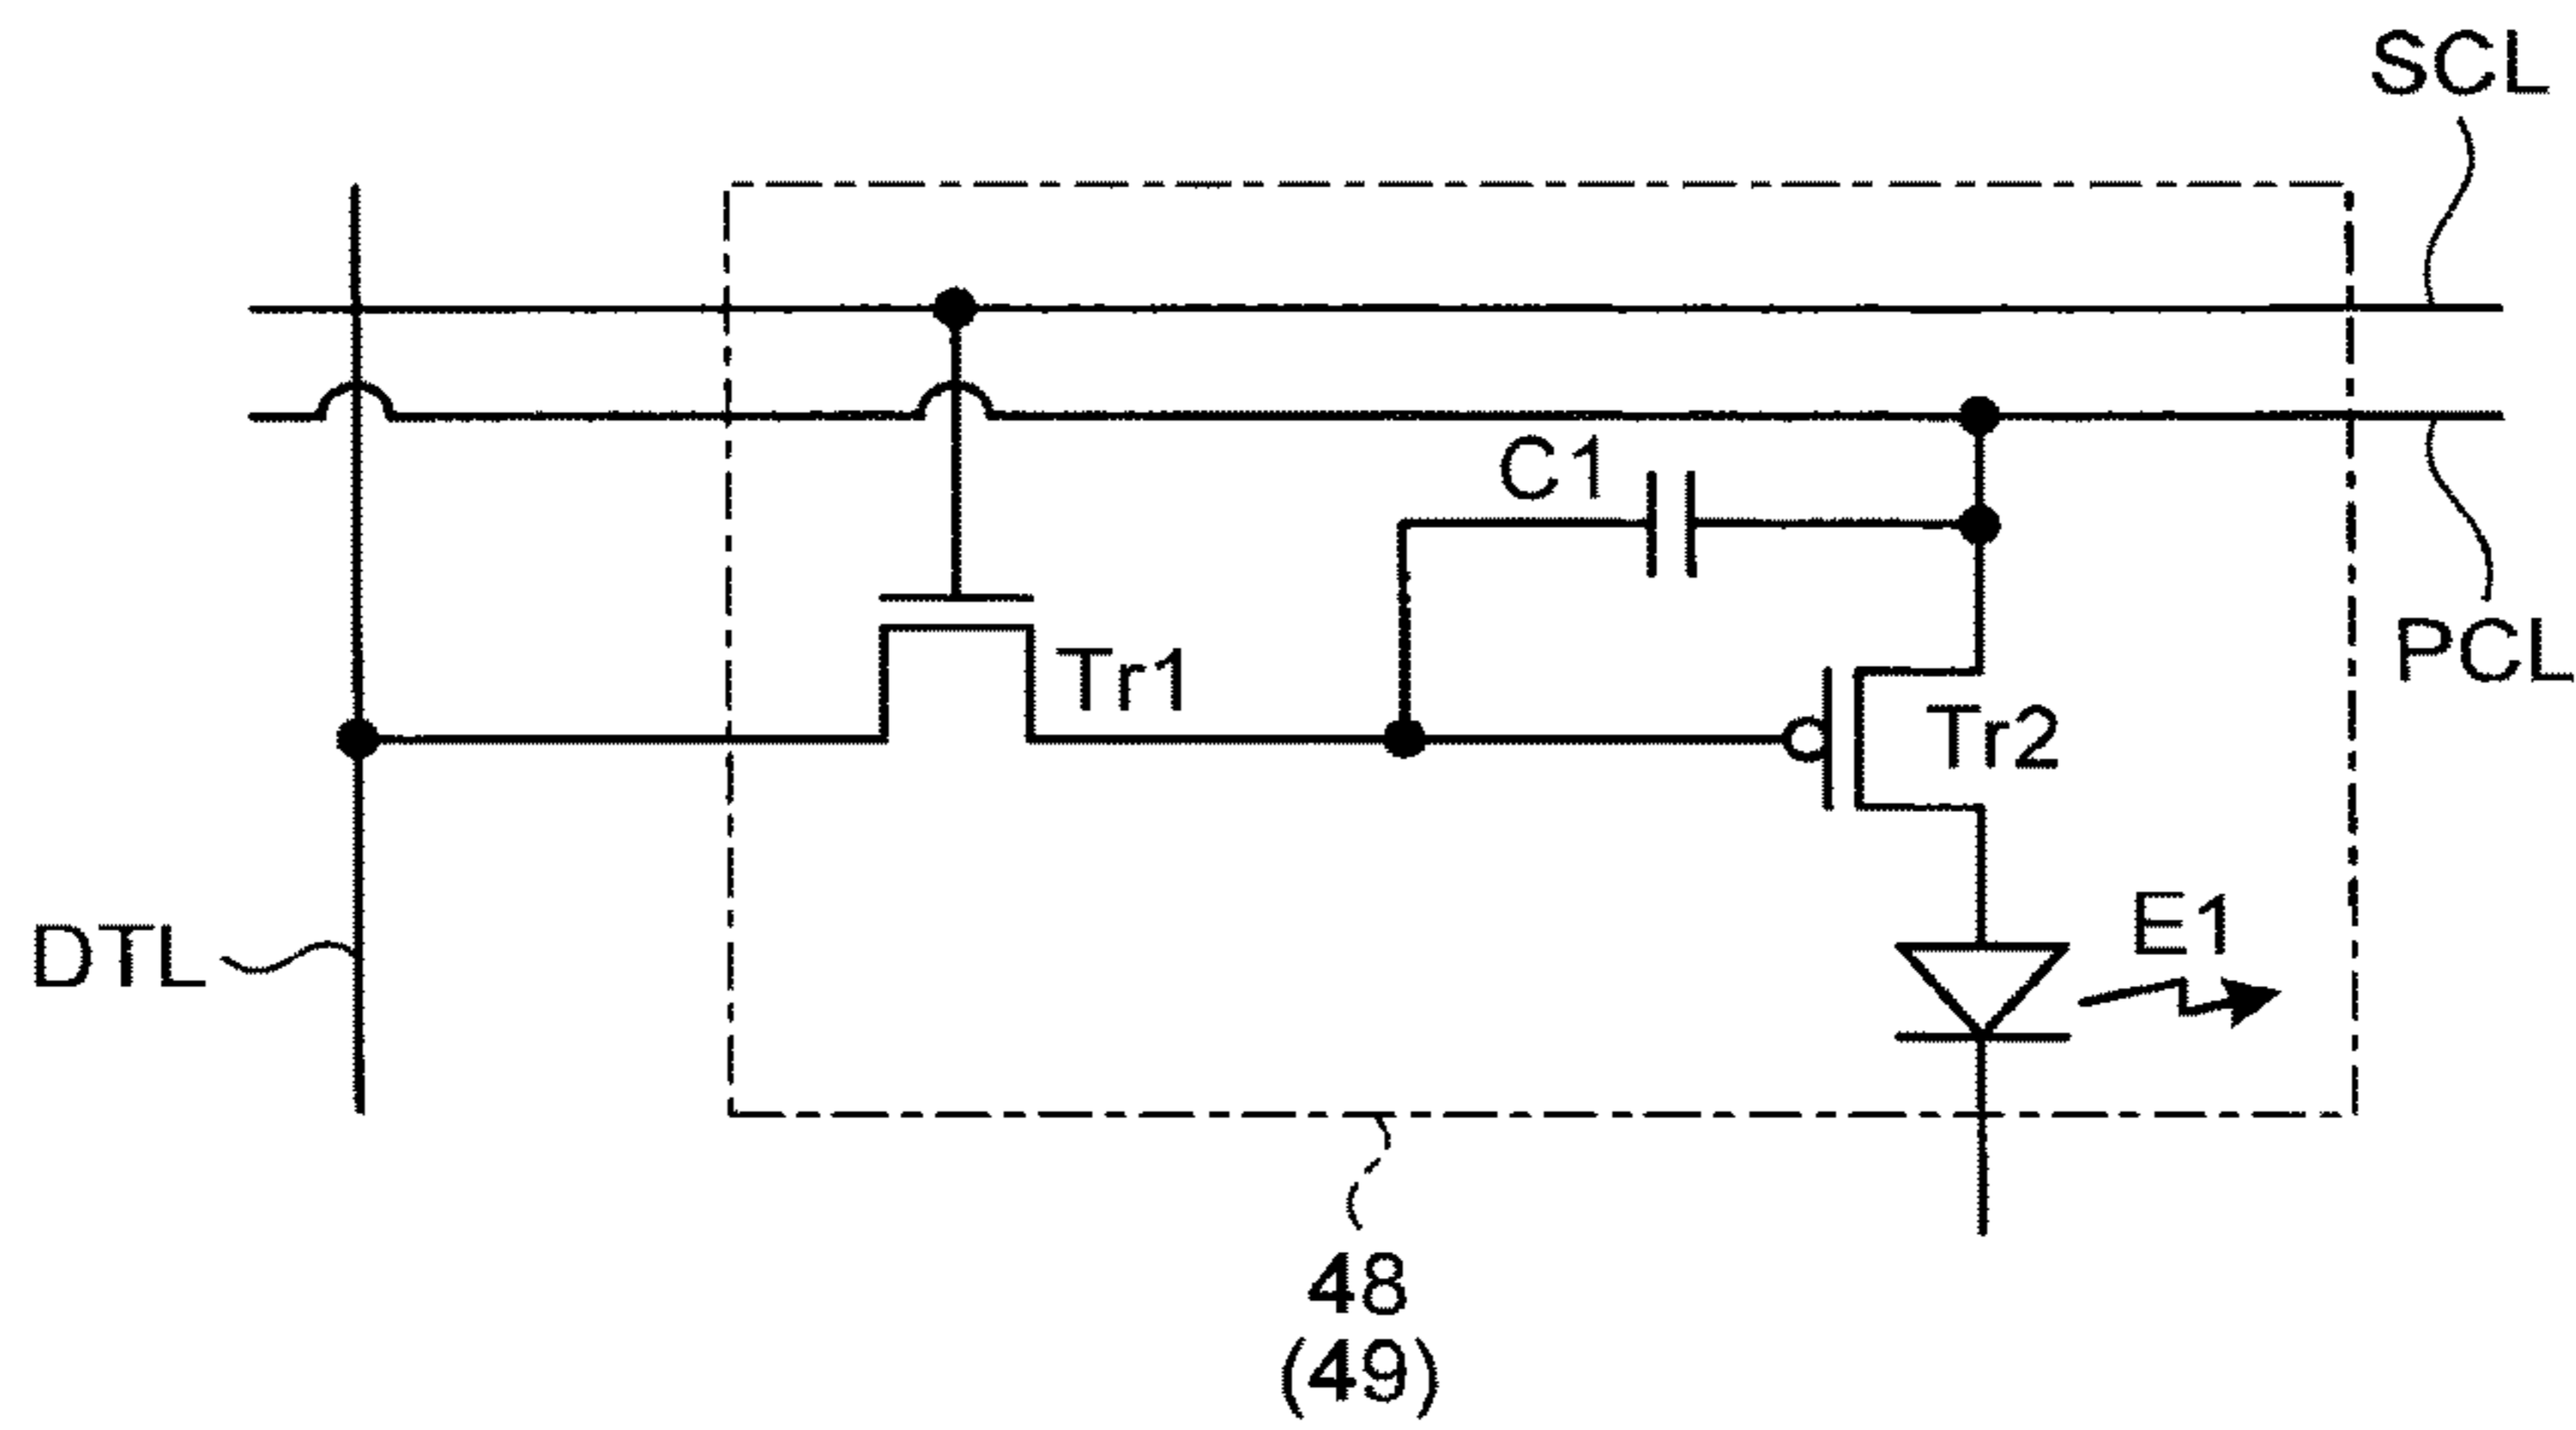 SCL
C1
Tr1
PCL
Tr2
E1
DTL
48
(49)